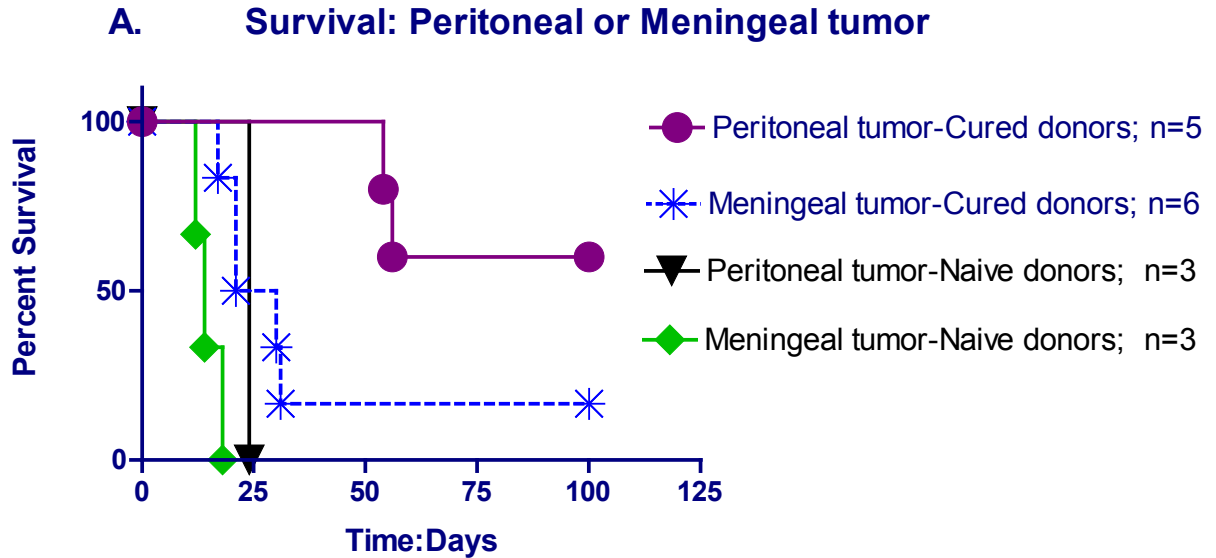 A. Survival: Peritoneal or Meningeal tumor
Percent Survival
100
50
0
0 25 50 75 100 125
Time:Days
Peritoneal tumor-Cured donors; n=5
Meningeal tumor-Cured donors; n=6
Peritoneal tumor-Naive donors; n=3
Meningeal tumor-Naive donors; n=3